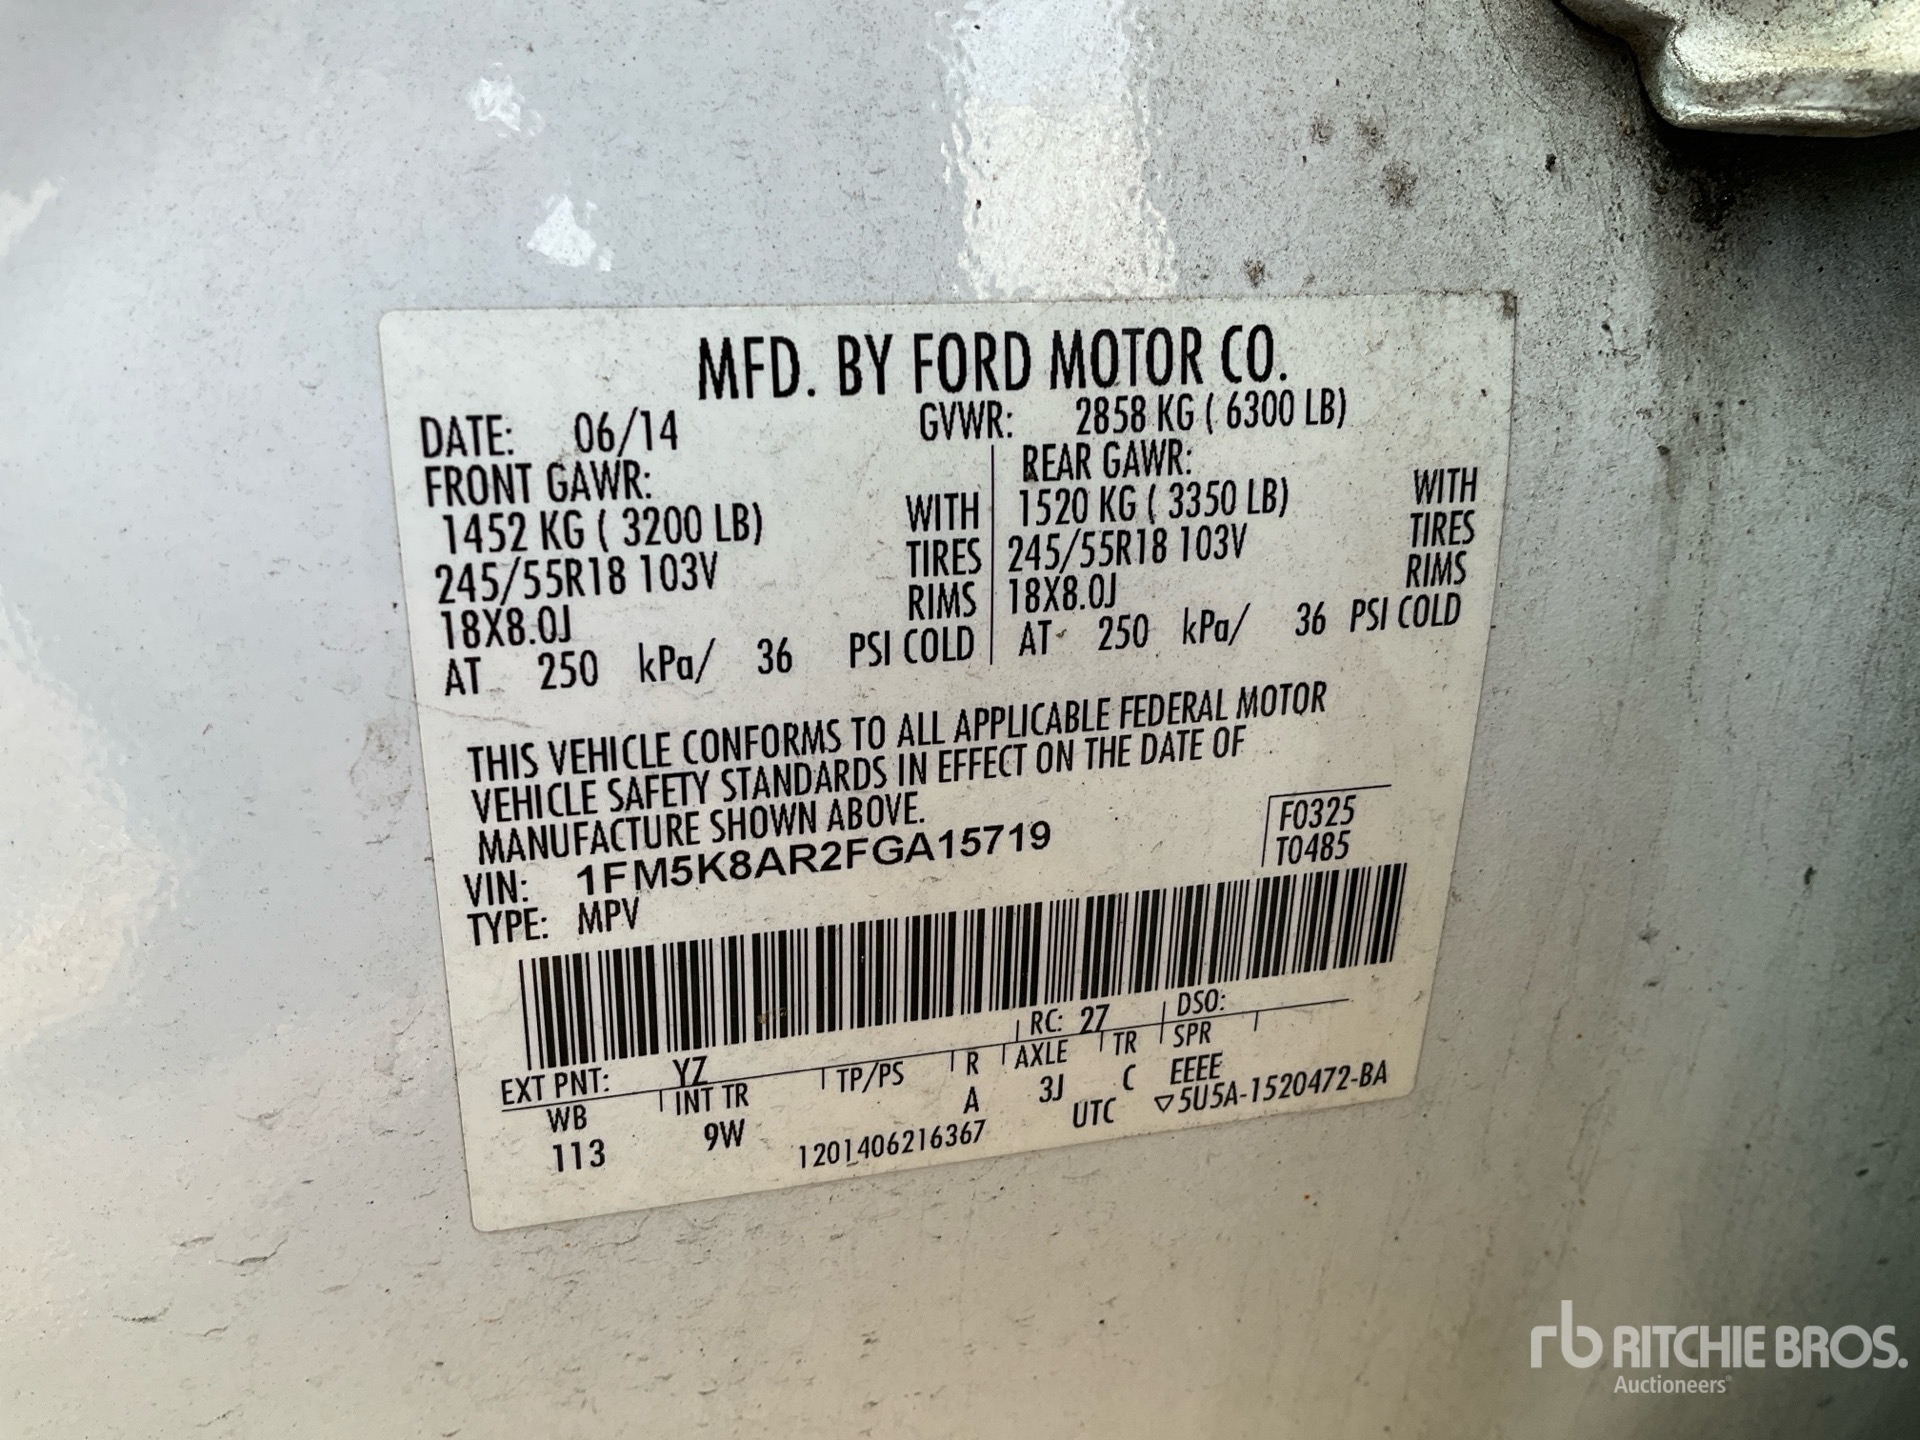 MFD. BY FORD MOTOR CO.
DATE: 06/14 GVWR: 2858 KG ( 6300 LB)
FRONT GAWR: REAR GAWR:
1452 KG ( 3200 LB) WITH 1520 KG ( 3350 LB) WITH
245/55R18 103V TIRES 245/55R18 103V TIRES
18X8.0J RIMS 18X8.0J RIMS
AT 250 kPa/ 36 PSI COLD AT 250 kPa/ 36 PSI COLD
THIS VEHICLE CONFORMS TO ALL APPLICABLE FEDERAL MOTOR
VEHICLE SAFETY STANDARDS IN EFFECT ON THE DATE OF
MANUFACTURE SHOWN ABOVE.
F0325
T0485
VIN: 1FM5K8AR2FGA15719
TYPE: MPV
EXT PNT: YZ RC: 27 DSO:
WB INT TR TP/PS R AXLE TR SPR
113 9W A 3J C EEEE
1201406216367 UTC ▽5U5A-1520472-BA
rb RITCHIE BROS.
Auctioneers